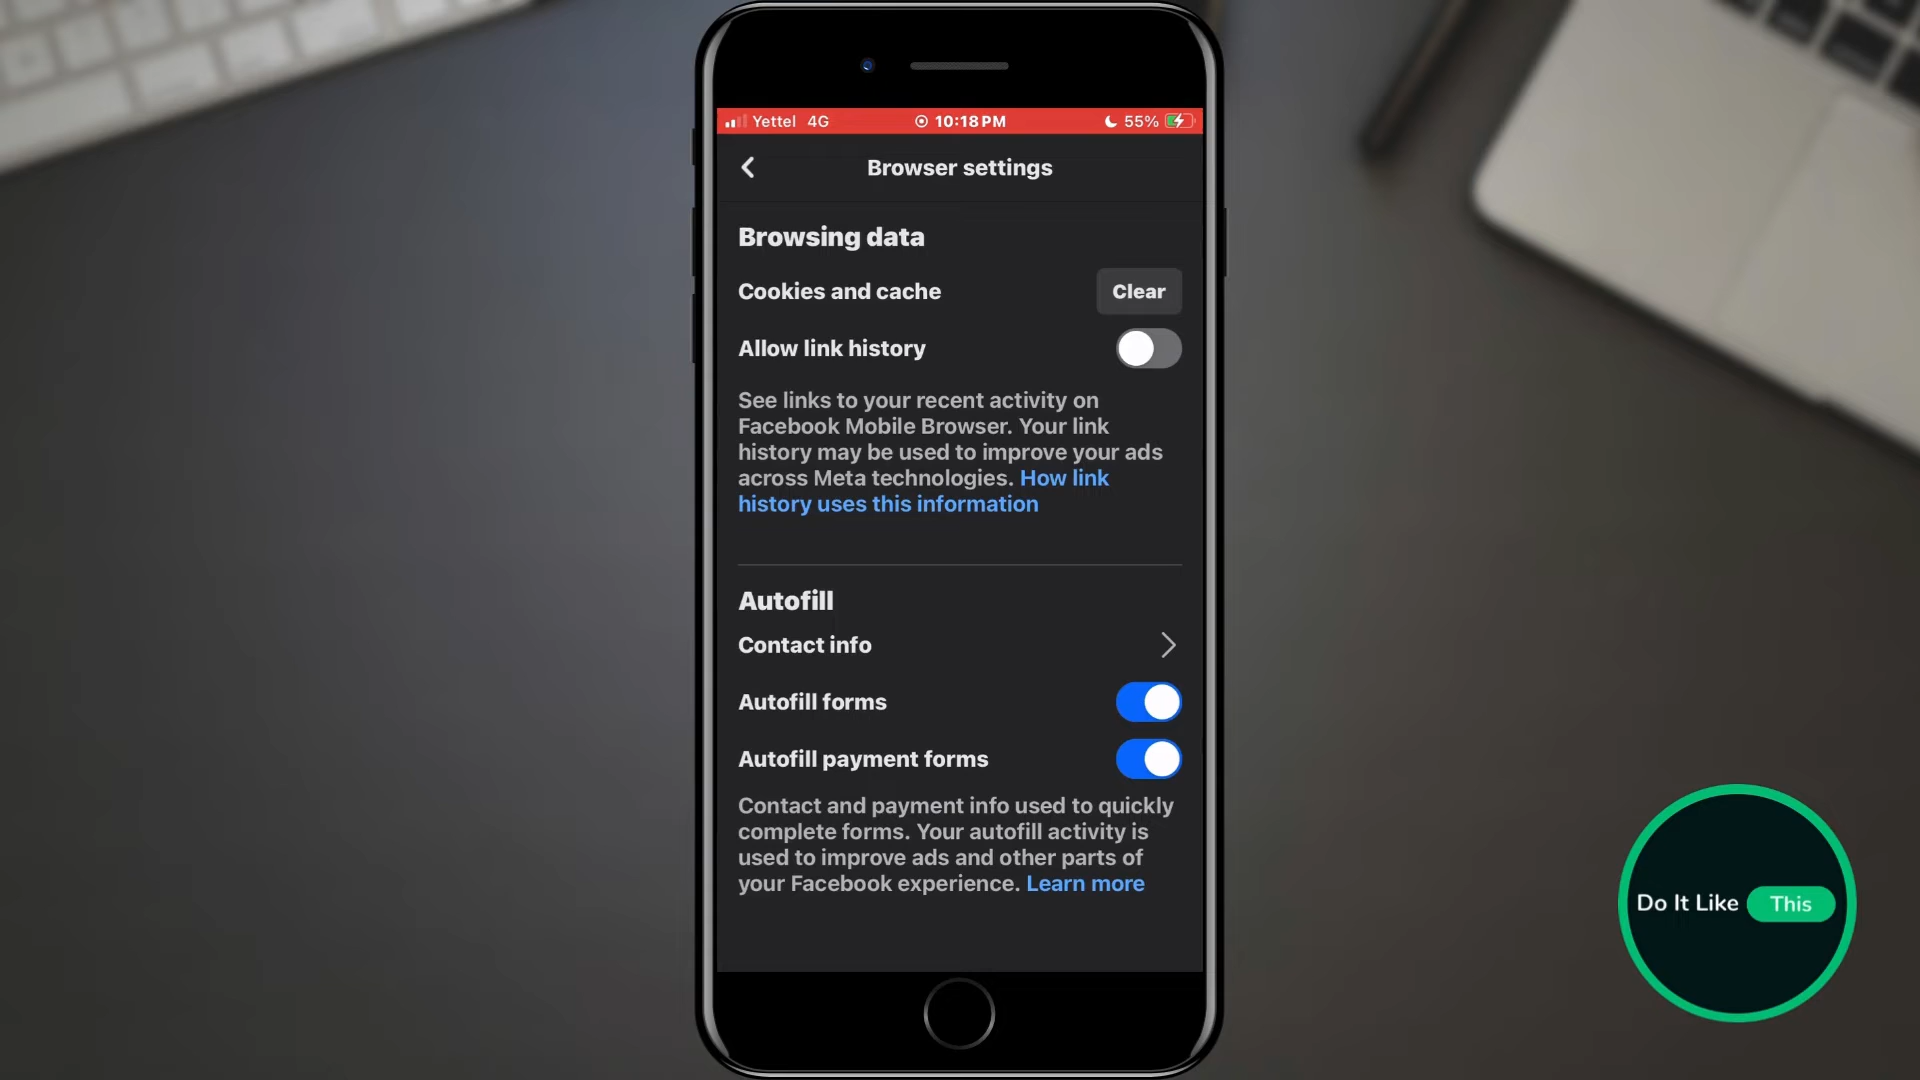 Yettel 4G 10:18 PM 55%
Browser settings
Browsing data
Cookies and cache Clear
Allow link history
See links to your recent activity on
Facebook Mobile Browser. Your link
history may be used to improve your ads
across Meta technologies. How link
history uses this information
Autofill
Contact info
Autofill forms
Autofill payment forms
Contact and payment info used to quickly
complete forms. Your autofill activity is
used to improve ads and other parts of
your Facebook experience. Learn more
Do It Like This